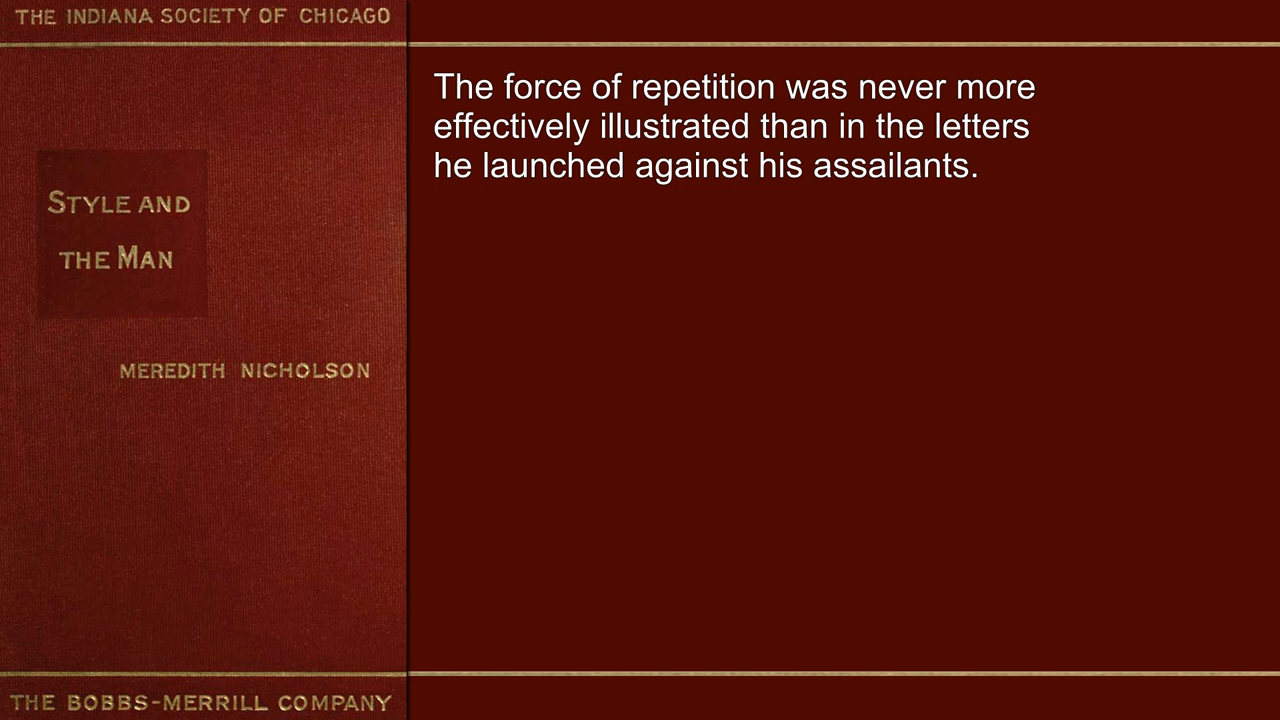 THE INDIANA SOCIETY OF CHICAGO
STYLE AND
THE MAN
MEREDITH NICHOLSON
THE BOBBS-MERRILL COMPANY
The force of repetition was never more
effectively illustrated than in the letters
he launched against his assailants.